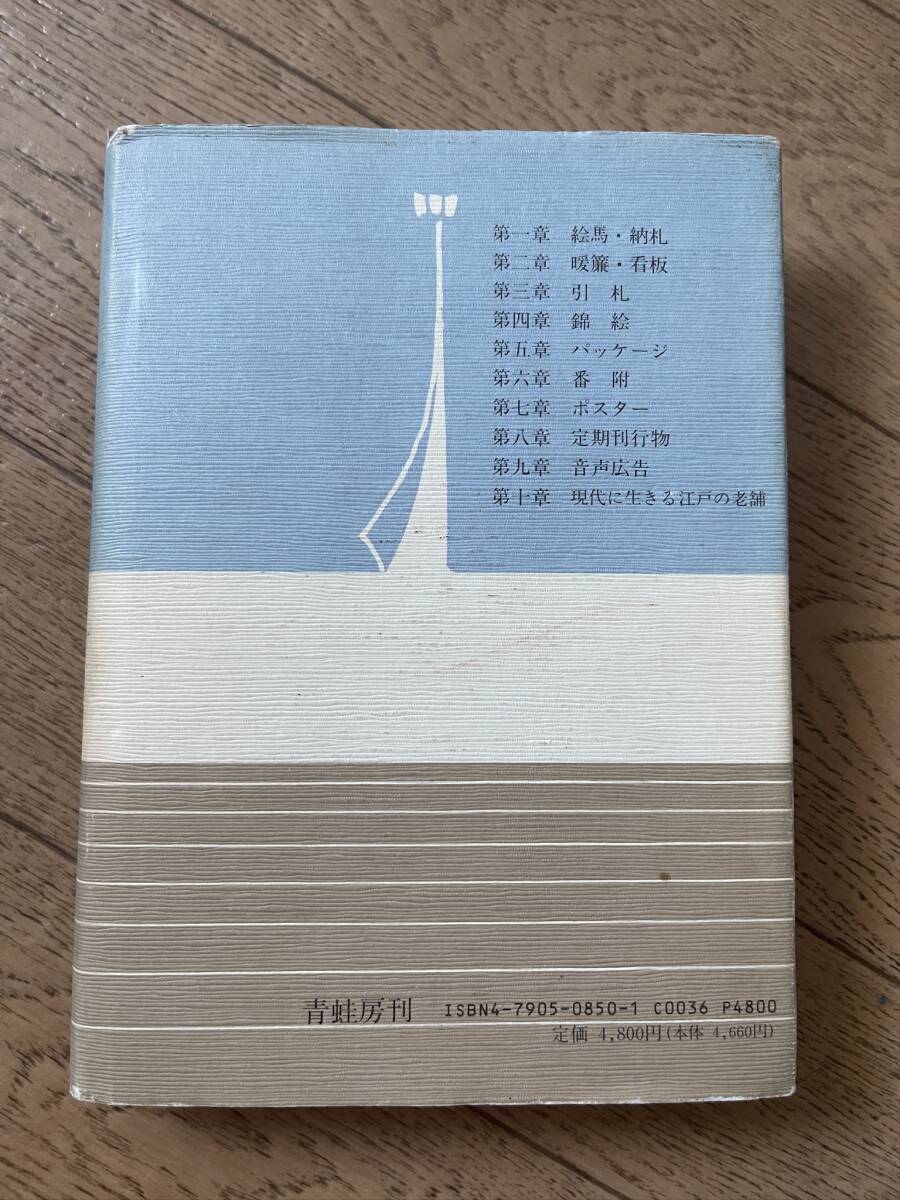 第一章　絵馬・納札
第二章　暖簾・看板
第三章　引　札
第四章　錦　絵
第五章　パッケージ
第六章　番　附
第七章　ポスター
第八章　定期刊行物
第九章　音声広告
第十章　現代に生きる江戸の老舗
青蛙房刊　ISBN4-7905-0850-1 C0036 P4800
定価 4,800円(本体 4,660円)